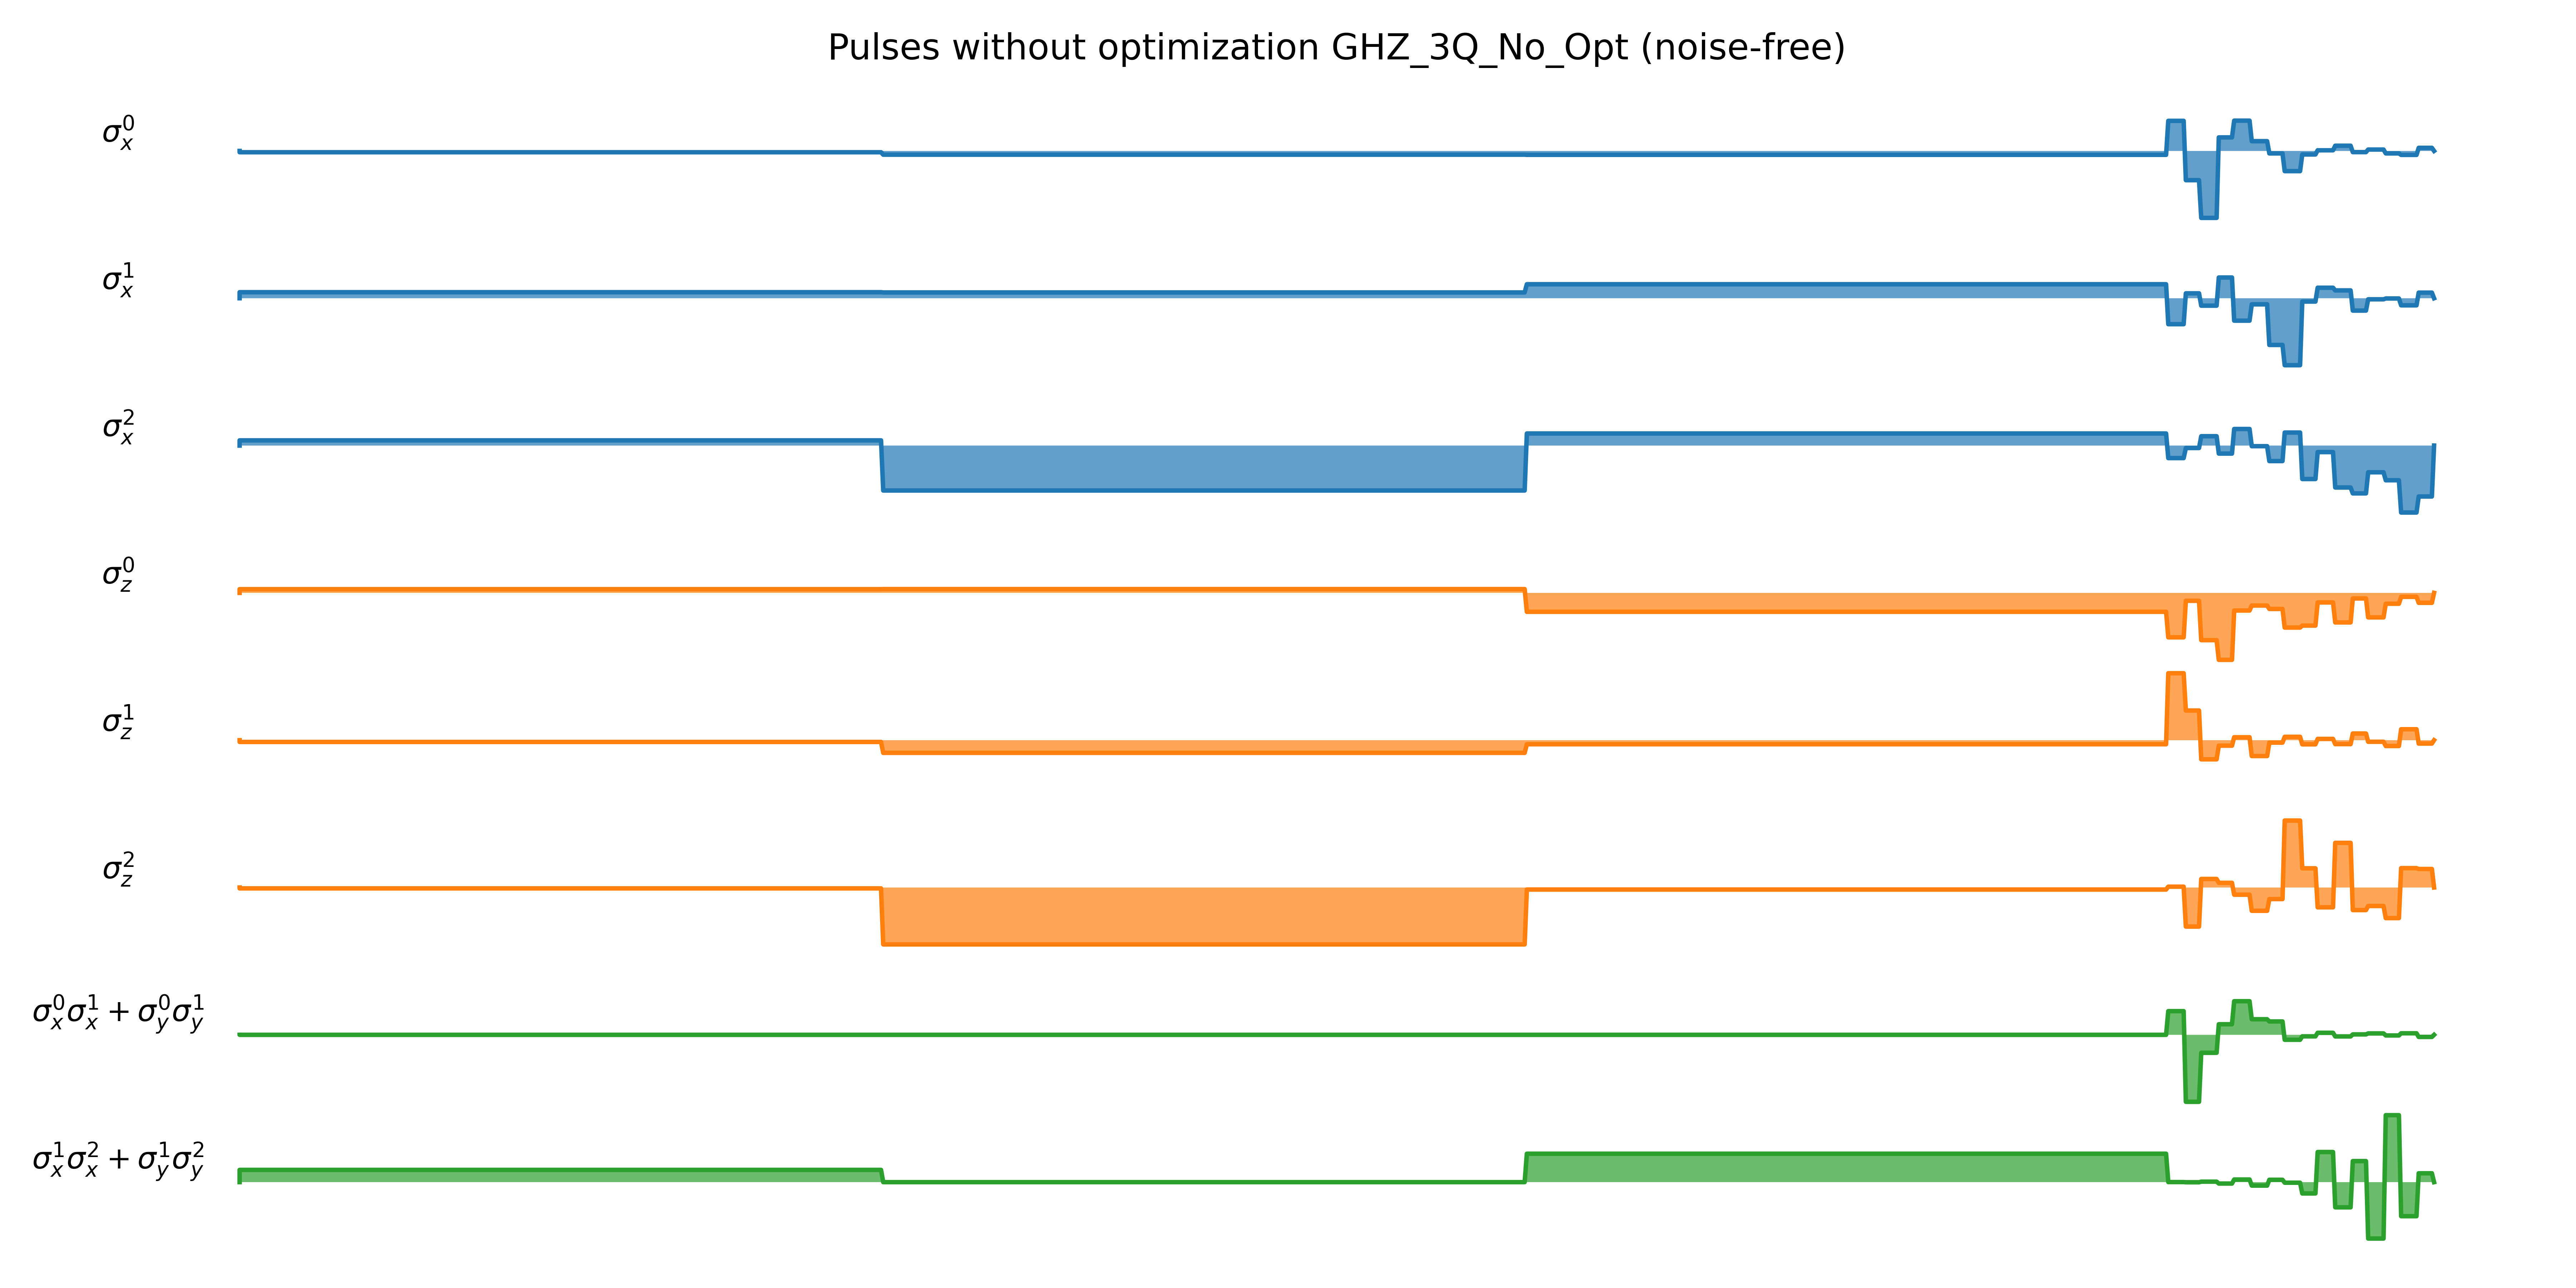 Pulses without optimization GHZ_3Q_No_Opt (noise-free)
σ_x^0
σ_x^1
σ_x^2
σ_z^0
σ_z^1
σ_z^2
σ_x^0σ_x^1 + σ_y^0σ_y^1
σ_x^1σ_x^2 + σ_y^1σ_y^2